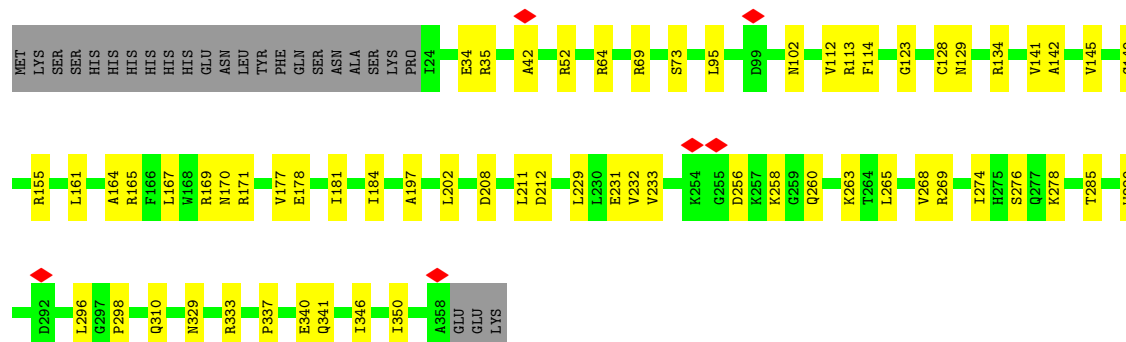 MET LYS SER SER HIS HIS HIS HIS HIS HIS GLU ASN LEU TYR PHE GLN SER ASN ALA SER LYS PRO I24 E34 R35 A42 R52 R64 R69 S73 L95 D99 N102 V112 R113 F114 G123 C128 N129 R134 V141 A142 V145
R155 L161 A164 R165 F166 L167 W168 R169 N170 R171 V177 E178 I181 I184 A197 L202 D208 L211 D212 L229 L230 E231 V232 V233 K254 G255 D256 K257 K258 G259 Q260 K263 T264 L265 V268 R269 I274 H275 S276 Q277 K278 T285
D292 L296 G297 P298 Q310 N329 R333 P337 E340 Q341 I346 I350 A358 GLU GLU LYS